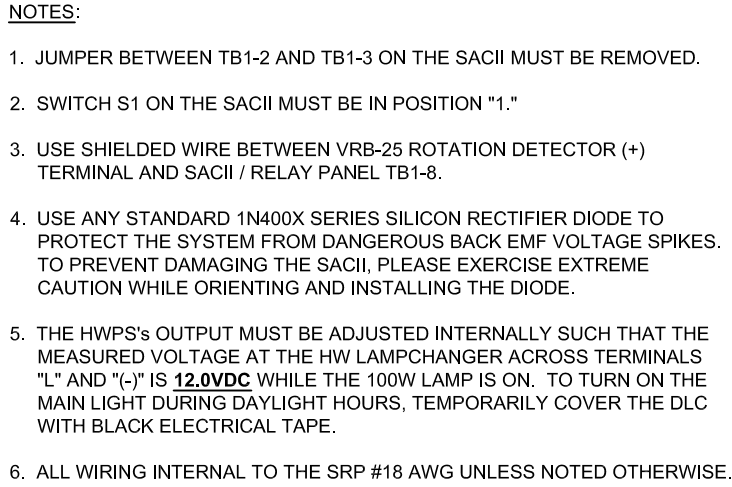 NOTES:
1. JUMPER BETWEEN TB1-2 AND TB1-3 ON THE SACII MUST BE REMOVED.
2. SWITCH S1 ON THE SACII MUST BE IN POSITION "1."
3. USE SHIELDED WIRE BETWEEN VRB-25 ROTATION DETECTOR (+)
TERMINAL AND SACII / RELAY PANEL TB1-8.
4. USE ANY STANDARD 1N400X SERIES SILICON RECTIFIER DIODE TO
PROTECT THE SYSTEM FROM DANGEROUS BACK EMF VOLTAGE SPIKES.
TO PREVENT DAMAGING THE SACII, PLEASE EXERCISE EXTREME
CAUTION WHILE ORIENTING AND INSTALLING THE DIODE.
5. THE HWPS's OUTPUT MUST BE ADJUSTED INTERNALLY SUCH THAT THE
MEASURED VOLTAGE AT THE HW LAMPCHANGER ACROSS TERMINALS
"L" AND "(-)" IS 12.0VDC WHILE THE 100W LAMP IS ON. TO TURN ON THE
MAIN LIGHT DURING DAYLIGHT HOURS, TEMPORARILY COVER THE DLC
WITH BLACK ELECTRICAL TAPE.
6. ALL WIRING INTERNAL TO THE SRP #18 AWG UNLESS NOTED OTHERWISE.